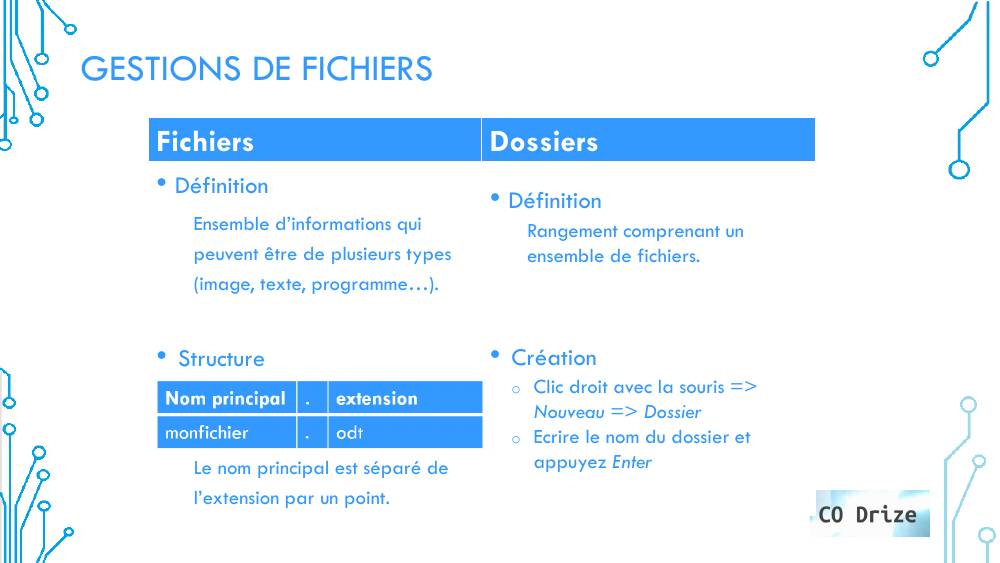 GESTIONS DE FICHIERS
Fichiers
• Définition
Ensemble d’informations qui
peuvent être de plusieurs types
(image, texte, programme…).
• Structure
Nom principal . extension
monfichier . odt
Le nom principal est séparé de
l’extension par un point.
Dossiers
• Définition
Rangement comprenant un
ensemble de fichiers.
• Création
o Clic droit avec la souris =>
Nouveau => Dossier
o Ecrire le nom du dossier et
appuyez Enter
CO Drize